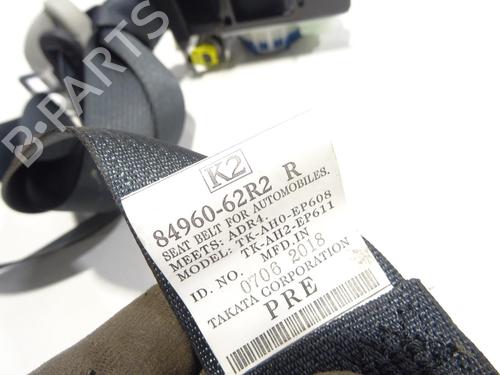 K2
84960-62R2 R
SEAT BELT FOR AUTOMOBILES.
MEETS: ADR4.
MODEL: TK-AH0-EP608
TK-AH2-EP611
MFD.IN
ID. NO. 0706 2018
TAKATA CORPORATION
PRE
B-PARTS